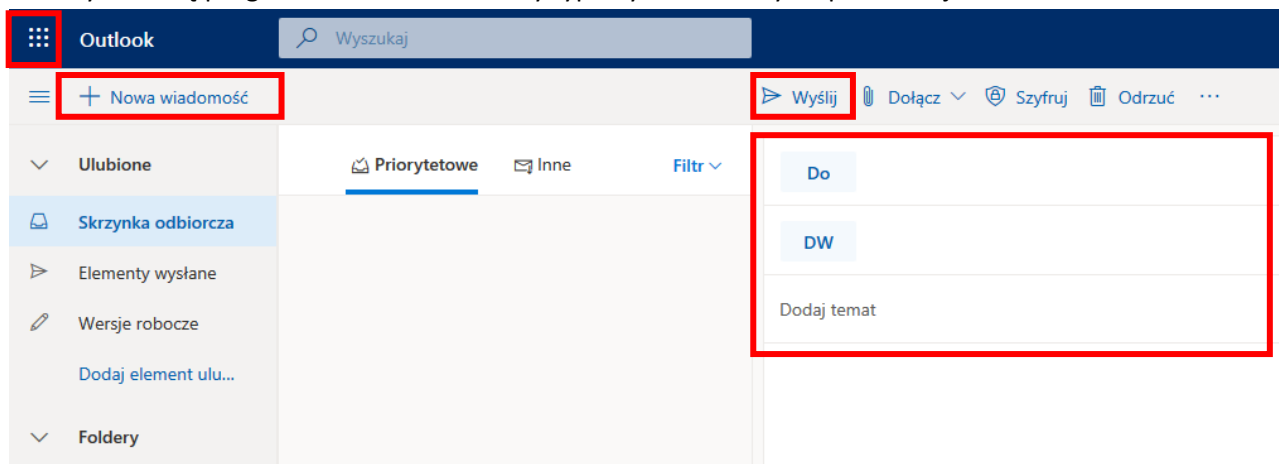 Outlook
Wyszukaj
Nowa wiadomość
Wyślij Dołącz Szyfruj Odrzuć ...
Ulubione
Priorytetowe Inne Filtr
Do
Skrzynka odbiorcza
DW
Elementy wysłane
Dodaj temat
Wersje robocze
Dodaj element ulu...
Foldery